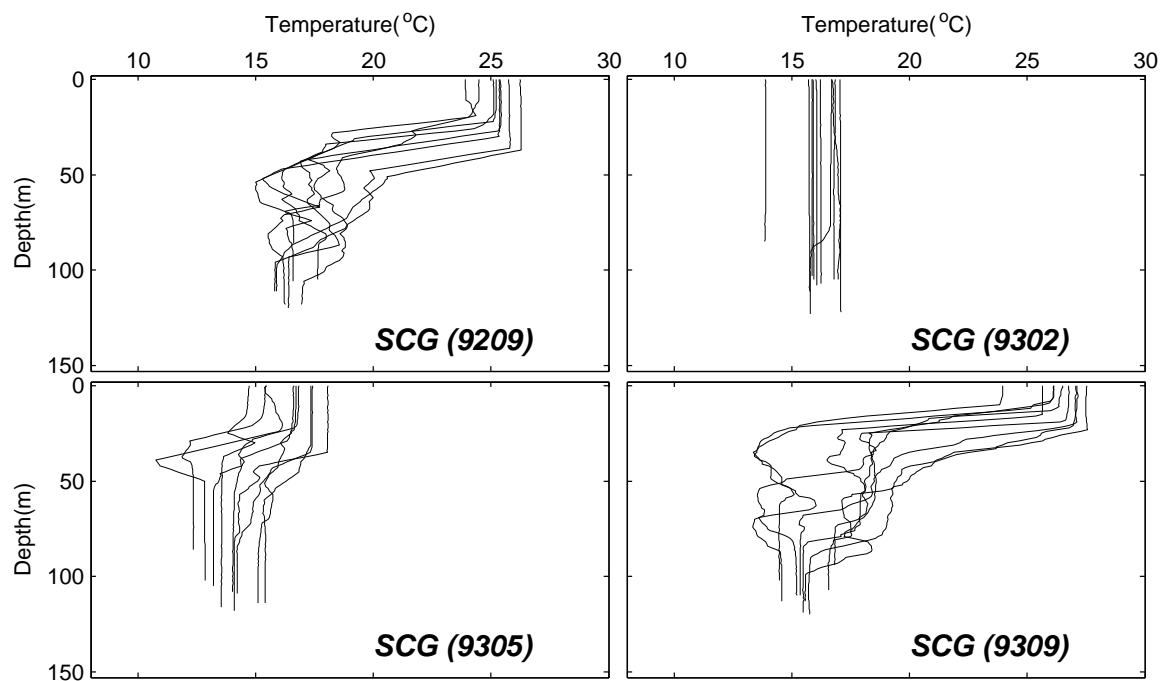 Temperature(°C) Temperature(°C)
10 15 20 25 30 10 15 20 25 30
0
50
100
150
Depth(m)
SCG (9209) SCG (9302)
0
50
100
150
Depth(m)
SCG (9305) SCG (9309)